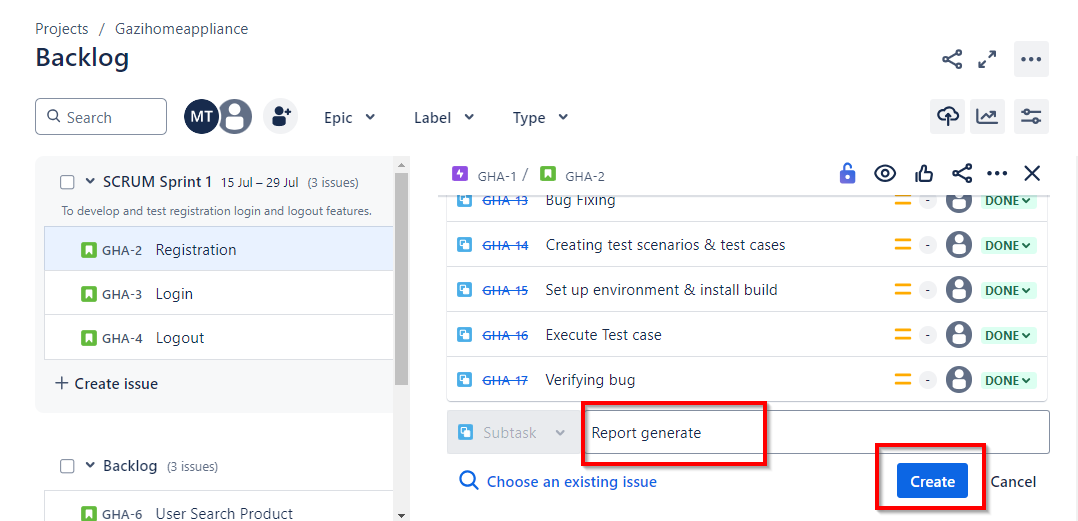 Projects / Gazihomeappliance
Backlog
Search
MT
Epic
Label
Type
SCRUM Sprint 1 15 Jul – 29 Jul (3 issues)
To develop and test registration login and logout features.
GHA-2 Registration
GHA-3 Login
GHA-4 Logout
+ Create issue
Backlog (3 issues)
GHA-6 User Search Product
GHA-1 / GHA-2
GHA-13 Bug Fixing - DONE
GHA-14 Creating test scenarios & test cases - DONE
GHA-15 Set up environment & install build - DONE
GHA-16 Execute Test case - DONE
GHA-17 Verifying bug - DONE
Subtask Report generate
Choose an existing issue Create Cancel